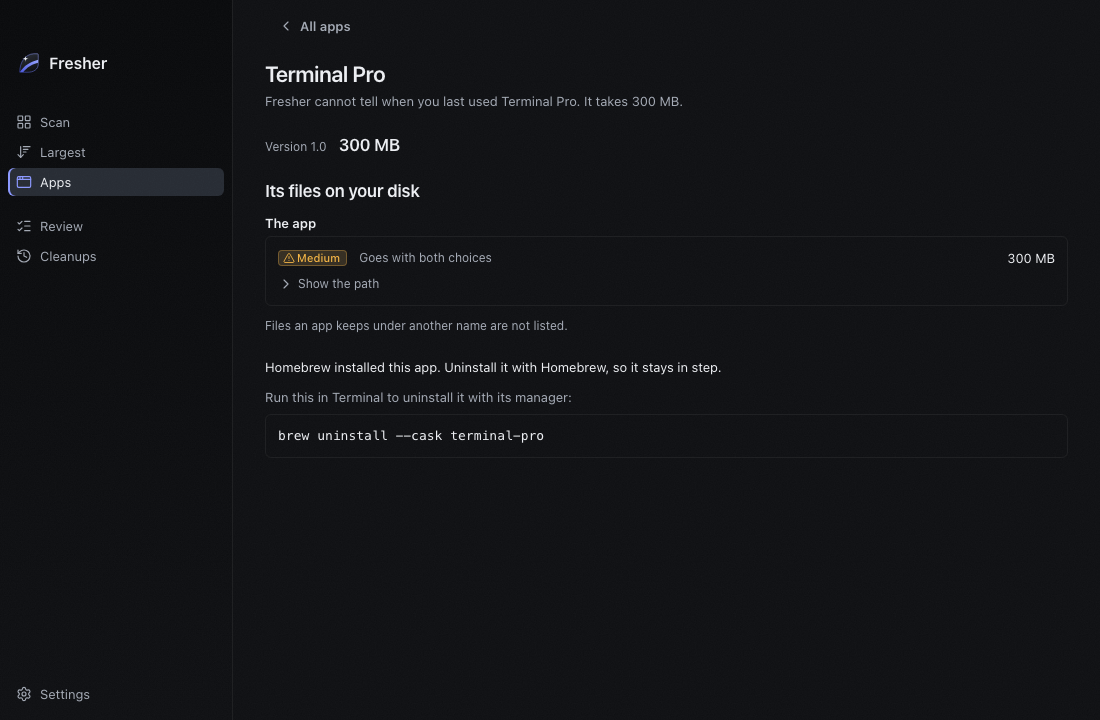 All apps
Fresher
Scan
Largest
Apps
Review
Cleanups
Settings
Terminal Pro
Fresher cannot tell when you last used Terminal Pro. It takes 300 MB.
Version 1.0 300 MB
Its files on your disk
The app
Medium Goes with both choices 300 MB
Show the path
Files an app keeps under another name are not listed.
Homebrew installed this app. Uninstall it with Homebrew, so it stays in step.
Run this in Terminal to uninstall it with its manager:
brew uninstall --cask terminal-pro